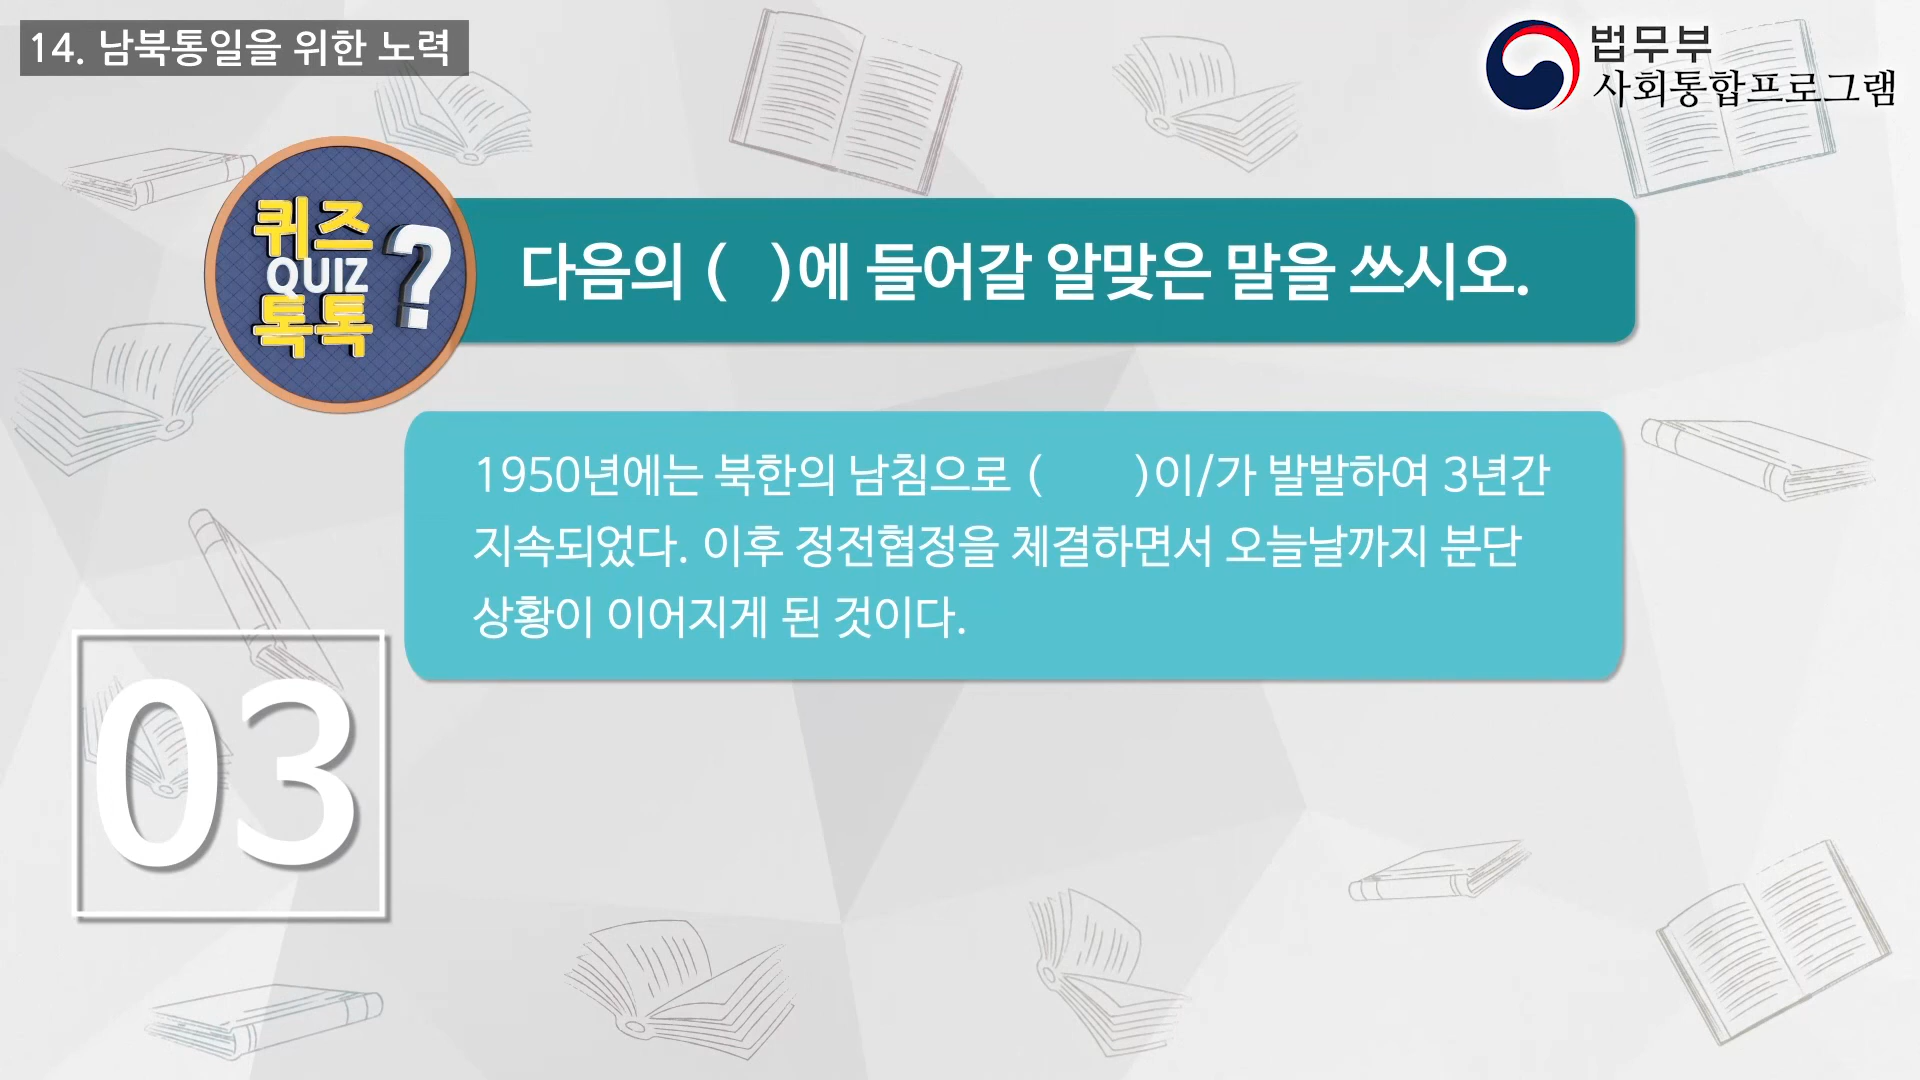 14. 남북통일을 위한 노력
법무부
사회통합프로그램
퀴즈
QUIZ
톡톡
?
다음의 ( )에 들어갈 알맞은 말을 쓰시오.
1950년에는 북한의 남침으로 ( )이/가 발발하여 3년간
지속되었다. 이후 정전협정을 체결하면서 오늘날까지 분단
상황이 이어지게 된 것이다.
03